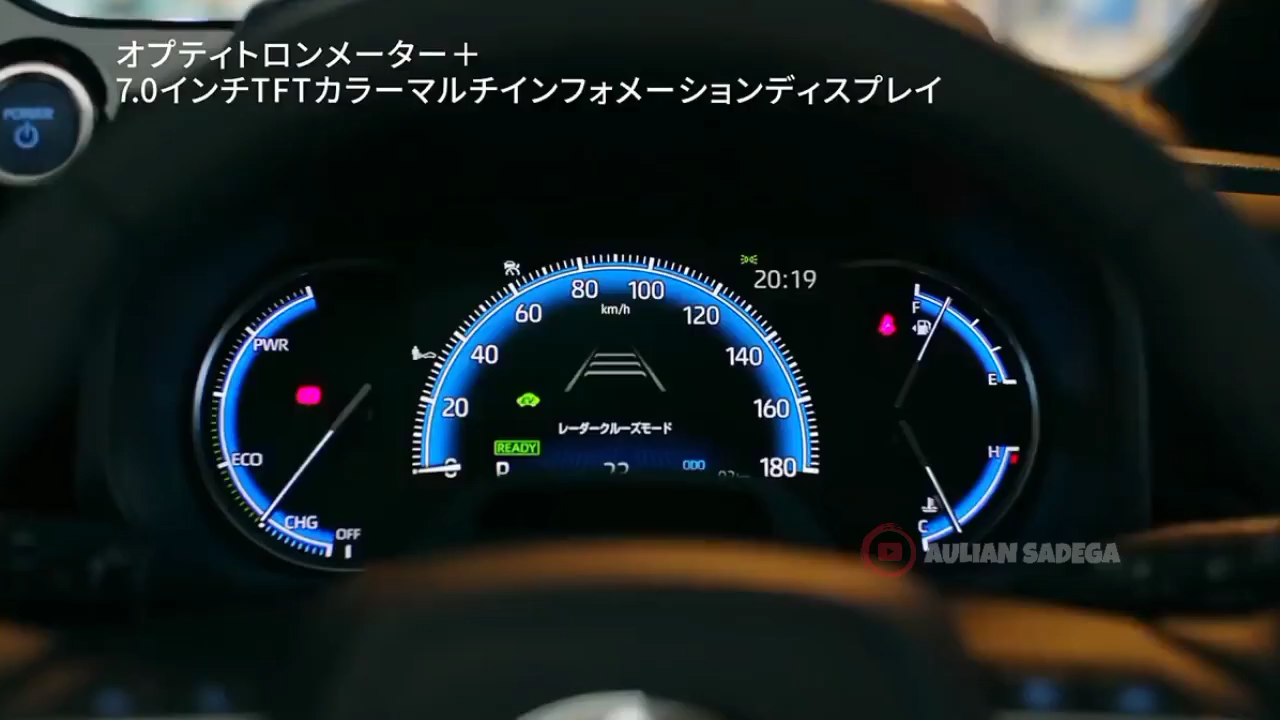 オプティトロンメーター＋
7.0インチTFTカラーマルチインフォメーションディスプレイ
POWER
20:19
80 100
km/h
60 120
F
PWR
40 140
E
20 160
レーダークルーズモード
READY
ECO
H
0 P ODO 180
CHG
OFF
C
AULIAN SADEGA